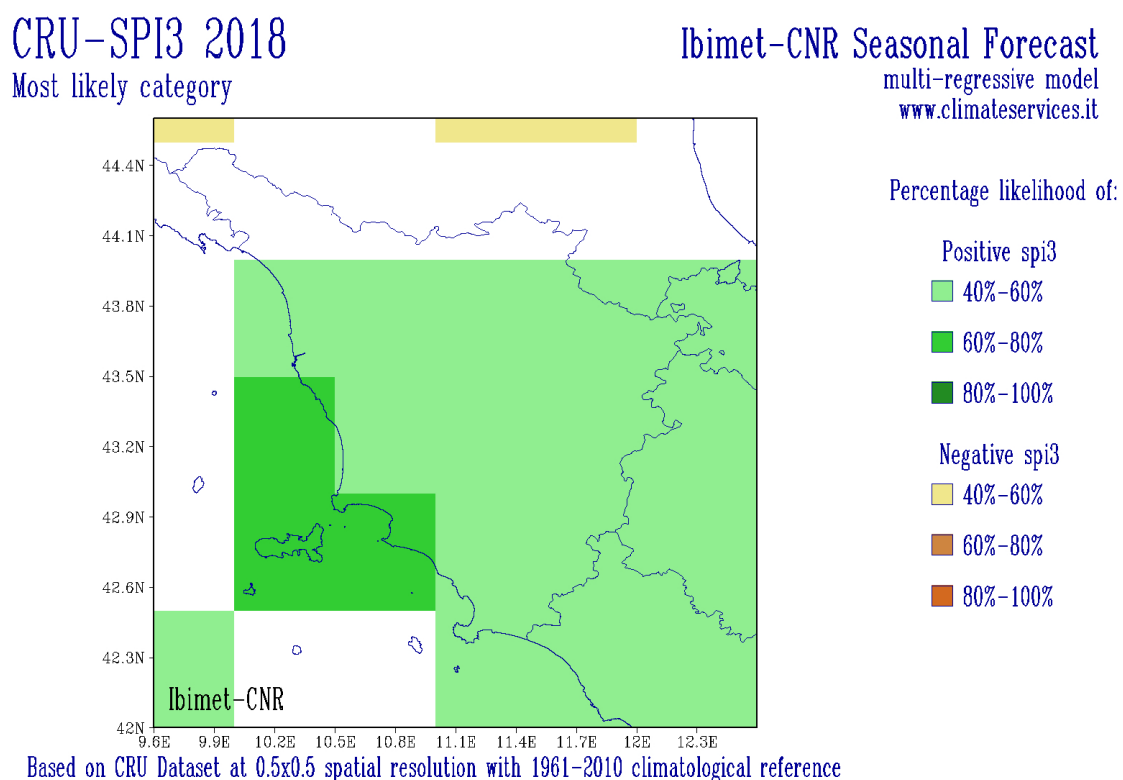 CRU-SPI3 2018
Most likely category
Ibimet-CNR Seasonal Forecast
multi-regressive model
www.climateservices.it
Percentage likelihood of:
Positive spi3
40%-60%
60%-80%
80%-100%
Negative spi3
40%-60%
60%-80%
80%-100%
44.4N
44.1N
43.8N
43.5N
43.2N
42.9N
42.6N
42.3N
42N
Ibimet-CNR
9.6E 9.9E 10.2E 10.5E 10.8E 11.1E 11.4E 11.7E 12E 12.3E
Based on CRU Dataset at 0.5x0.5 spatial resolution with 1961-2010 climatological reference